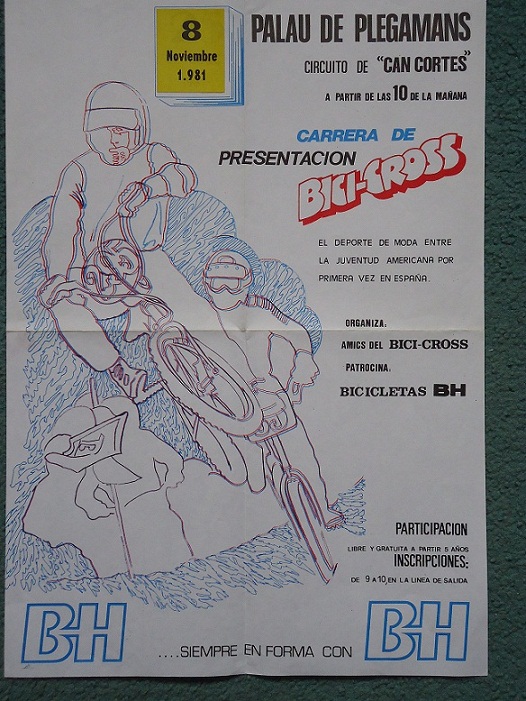 8
Noviembre
1.981
PALAU DE PLEGAMANS
CIRCUITO DE "CAN CORTES"
A PARTIR DE LAS 10 DE LA MAÑANA
CARRERA DE
PRESENTACION
BICI-CROSS
EL DEPORTE DE MODA ENTRE
LA JUVENTUD AMERICANA POR
PRIMERA VEZ EN ESPAÑA.
ORGANIZA:
AMICS DEL BICI-CROSS
PATROCINA.
BICICLETAS BH
PARTICIPACION
LIBRE Y GRATUITA A PARTIR 5 AÑOS
INSCRIPCIONES:
DE 9 A 10, EN LA LINEA DE SALIDA
BH ....SIEMPRE EN FORMA CON BH